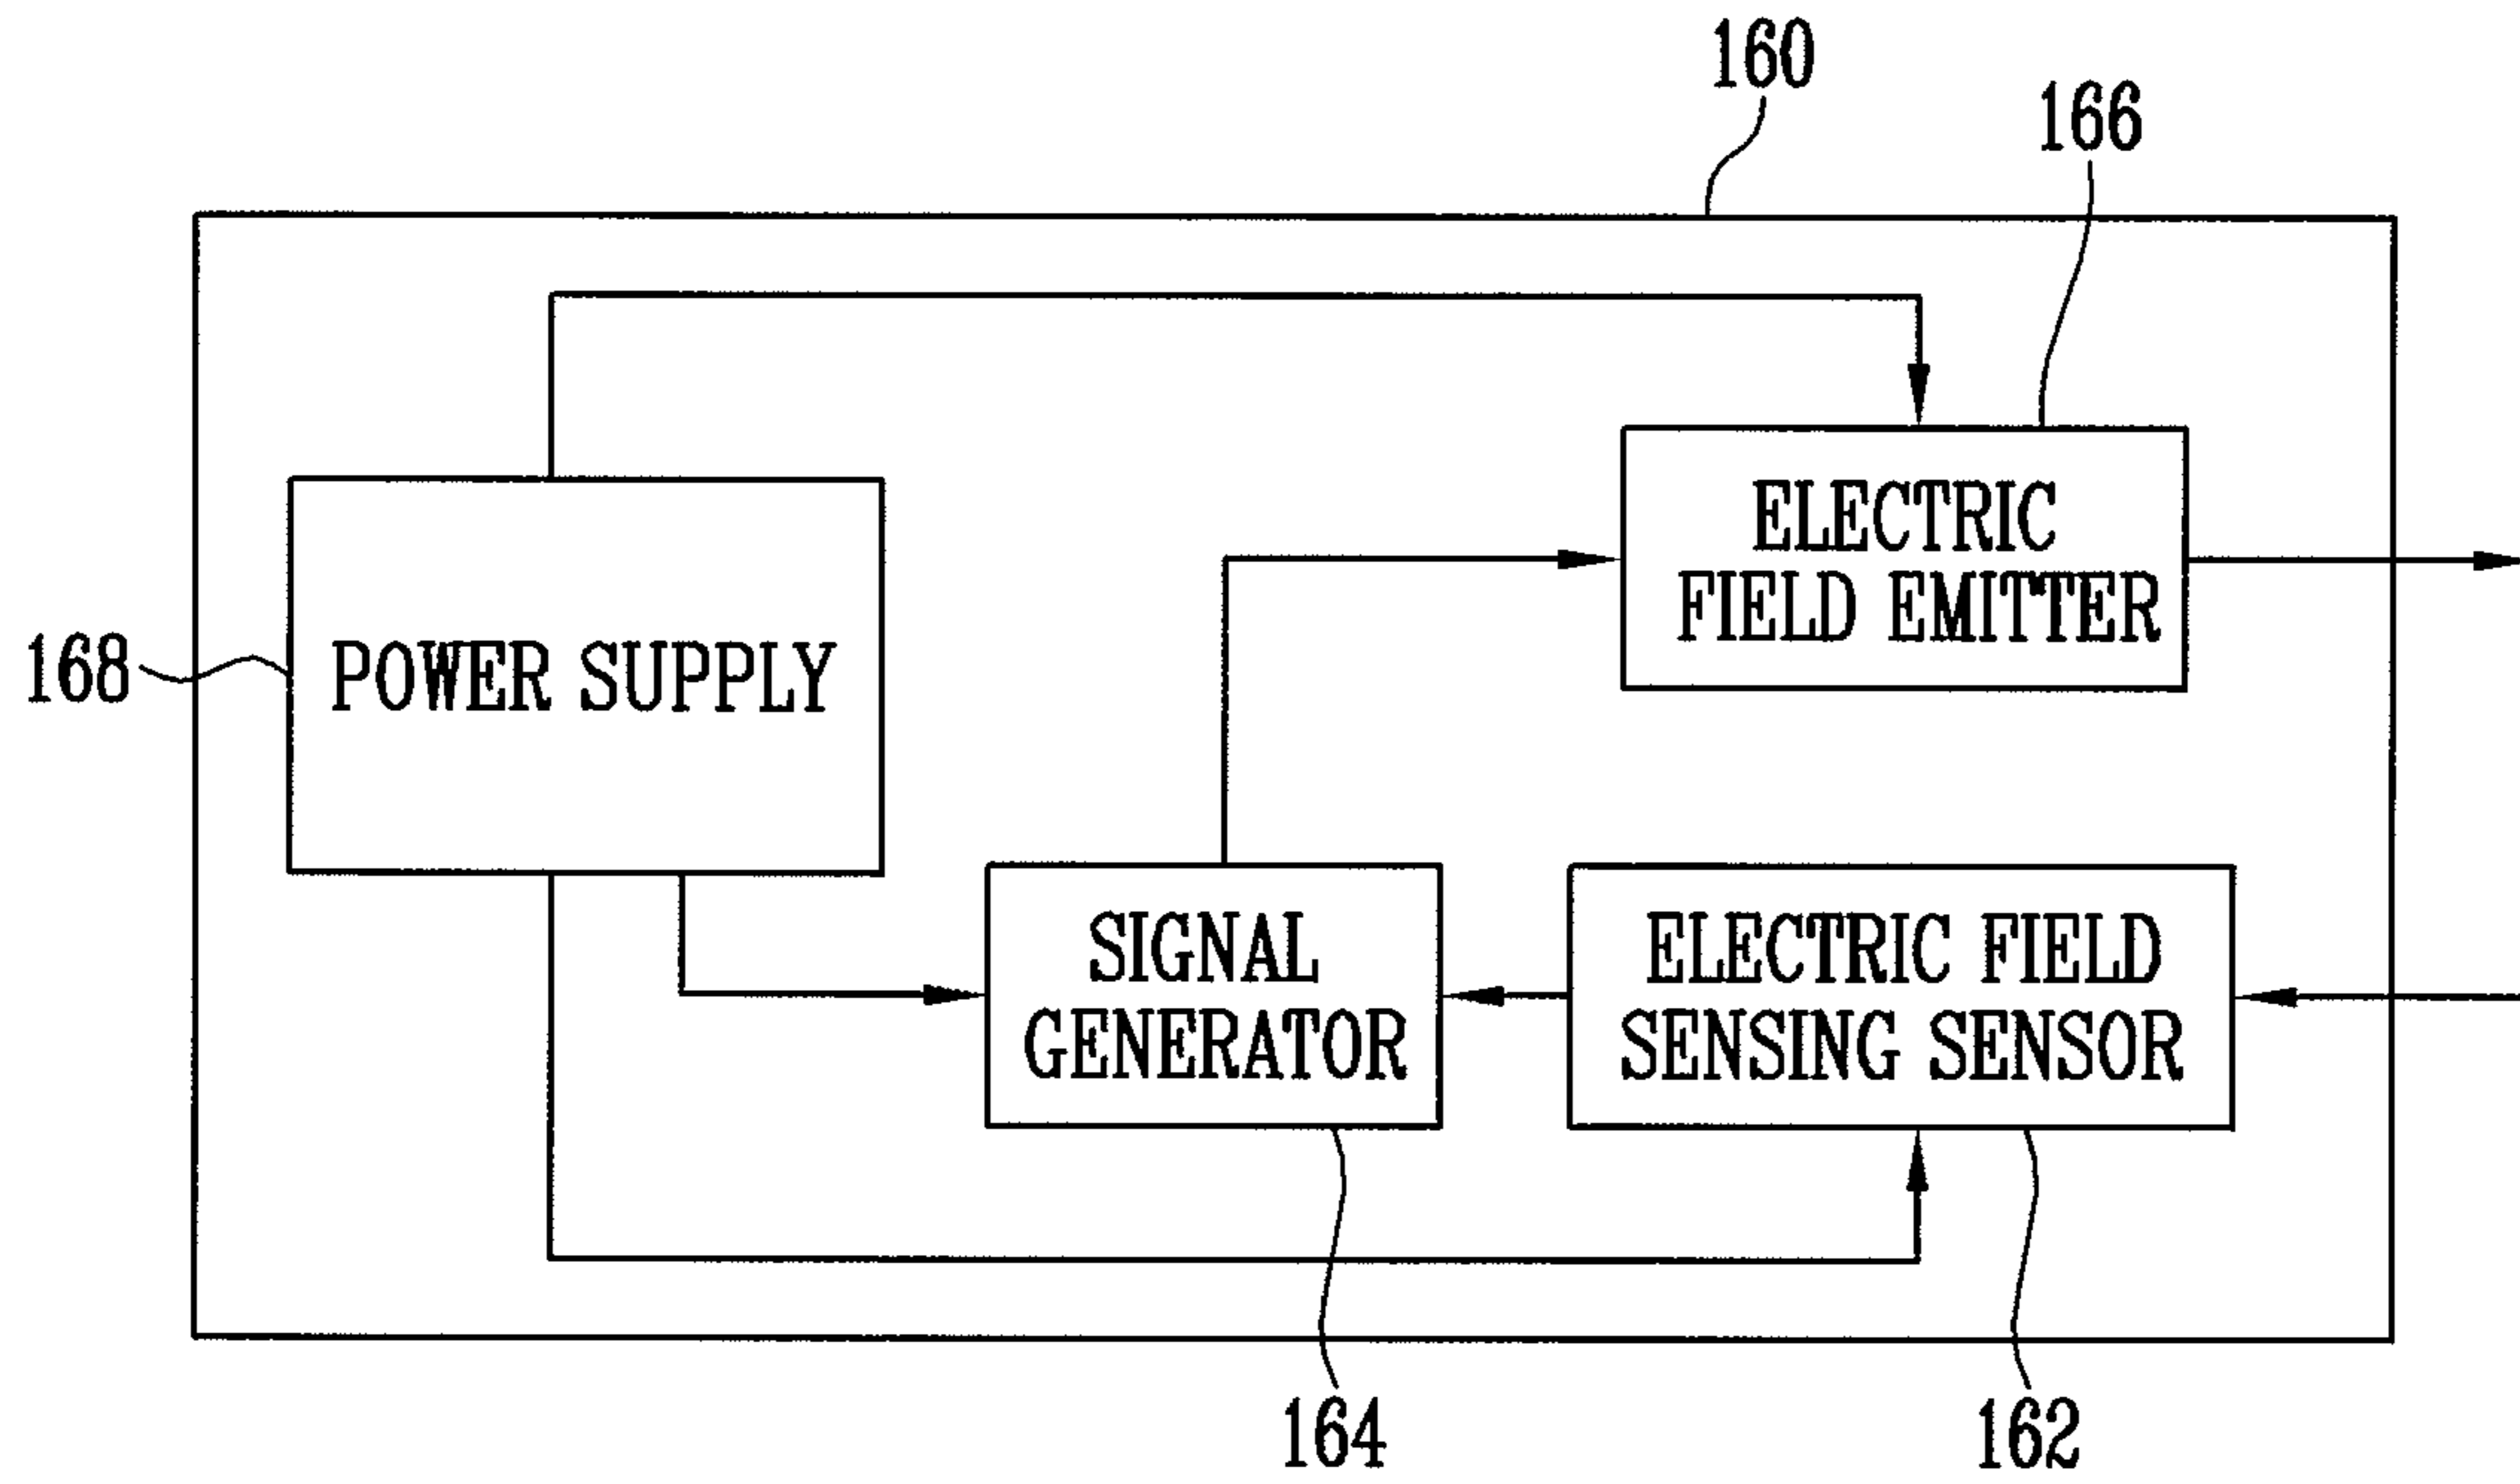 160
166
ELECTRIC
FIELD EMITTER
168
POWER SUPPLY
SIGNAL
GENERATOR
ELECTRIC FIELD
SENSING SENSOR
164
162